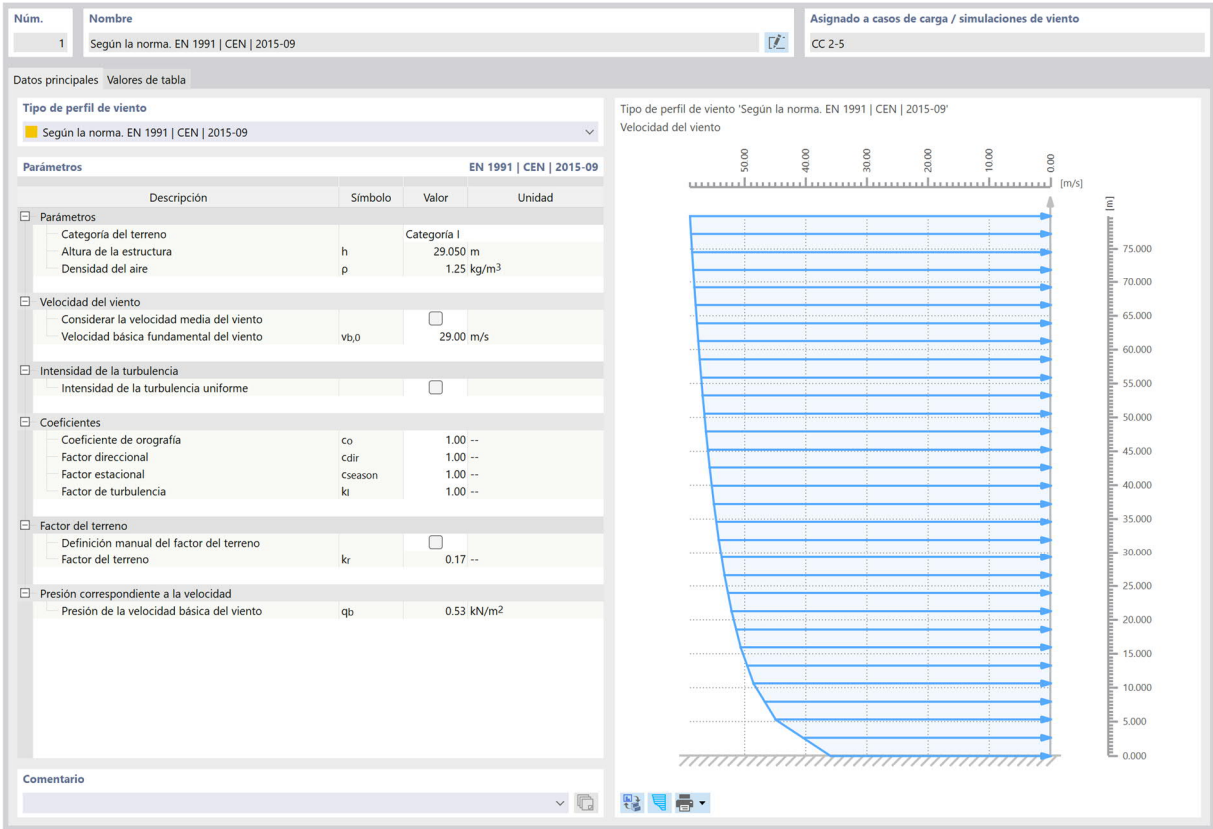 Núm.
Nombre
Asignado a casos de carga / simulaciones de viento
1
Según la norma. EN 1991 | CEN | 2015-09
CC 2-5
Datos principales
Valores de tabla
Tipo de perfil de viento
Según la norma. EN 1991 | CEN | 2015-09
Parámetros EN 1991 | CEN | 2015-09
Descripción Símbolo Valor Unidad
Parámetros
Categoría del terreno Categoría I
Altura de la estructura h 29.050 m
Densidad del aire ρ 1.25 kg/m3
Velocidad del viento
Considerar la velocidad media del viento
Velocidad básica fundamental del viento vb,0 29.00 m/s
Intensidad de la turbulencia
Intensidad de la turbulencia uniforme
Coeficientes
Coeficiente de orografía co 1.00 --
Factor direccional cdir 1.00 --
Factor estacional cseason 1.00 --
Factor de turbulencia kI 1.00 --
Factor del terreno
Definición manual del factor del terreno
Factor del terreno kr 0.17 --
Presión correspondiente a la velocidad
Presión de la velocidad básica del viento qb 0.53 kN/m2
Comentario
Tipo de perfil de viento 'Según la norma. EN 1991 | CEN | 2015-09'
Velocidad del viento
50.00 40.00 30.00 20.00 10.00 0.00
[m/s]
[m]
75.000
70.000
65.000
60.000
55.000
50.000
45.000
40.000
35.000
30.000
25.000
20.000
15.000
10.000
5.000
0.000